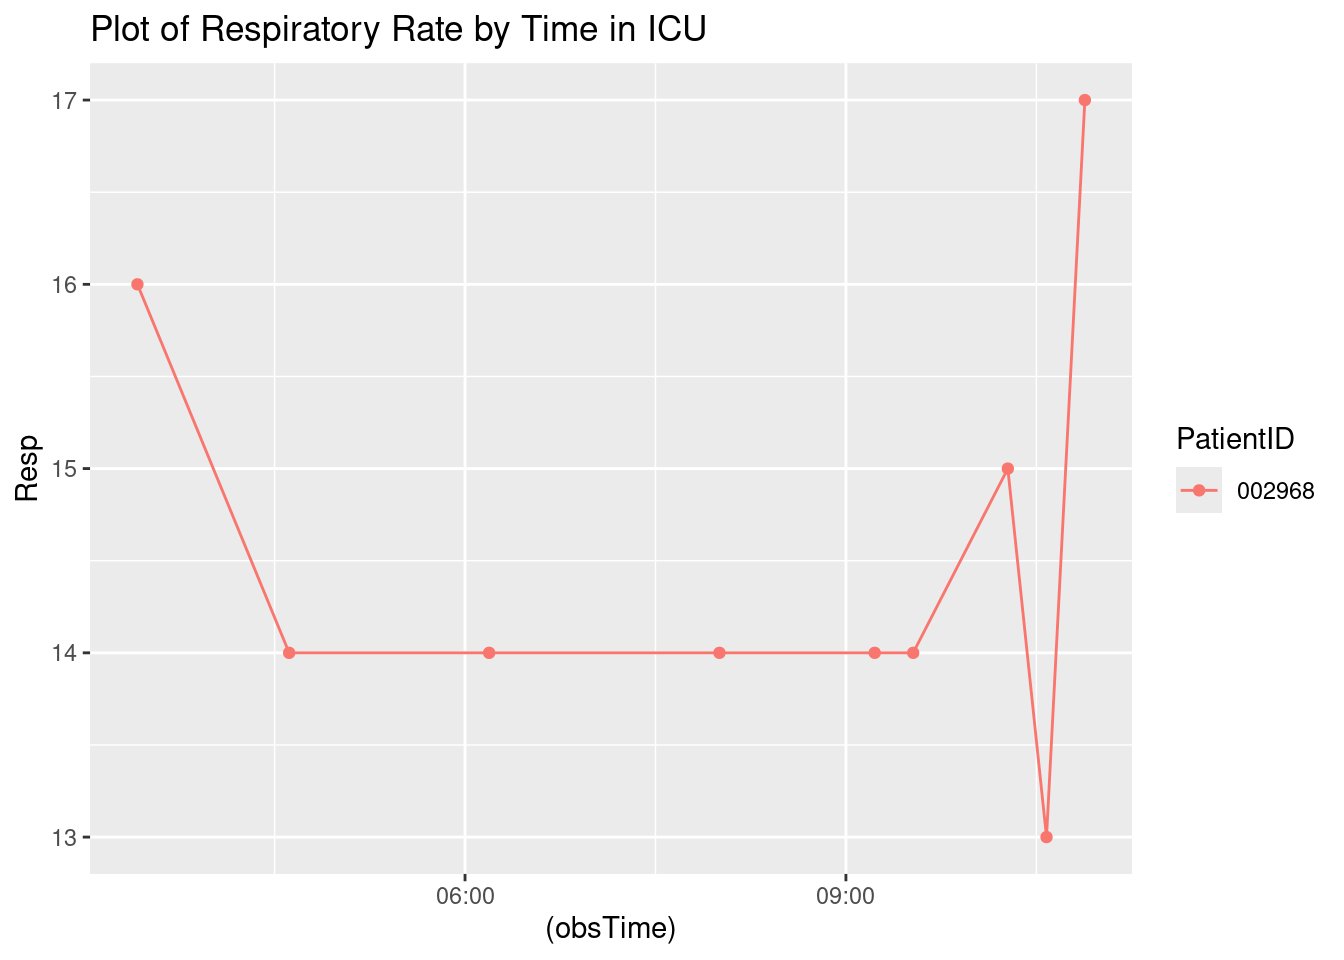 Plot of Respiratory Rate by Time in ICU
17
16
15
14
13
Resp
06:00
09:00
(obsTime)
PatientID
002968